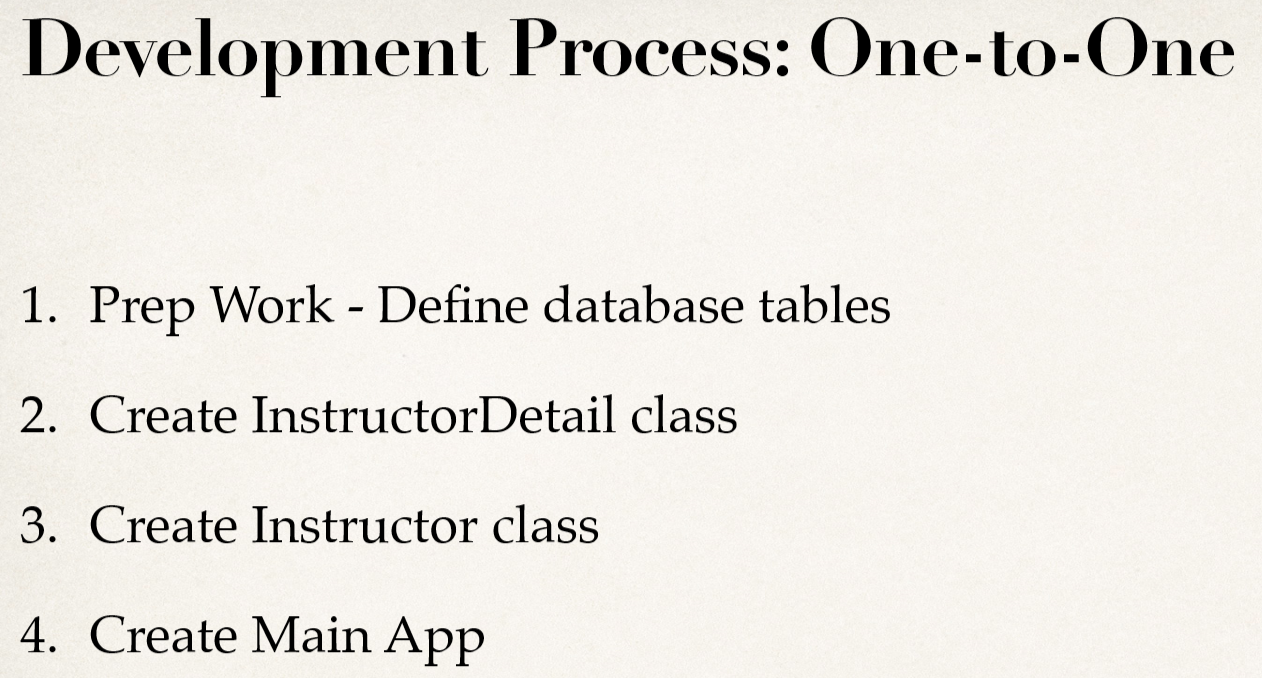 Development Process: One-to-One
1. Prep Work - Define database tables
2. Create InstructorDetail class
3. Create Instructor class
4. Create Main App